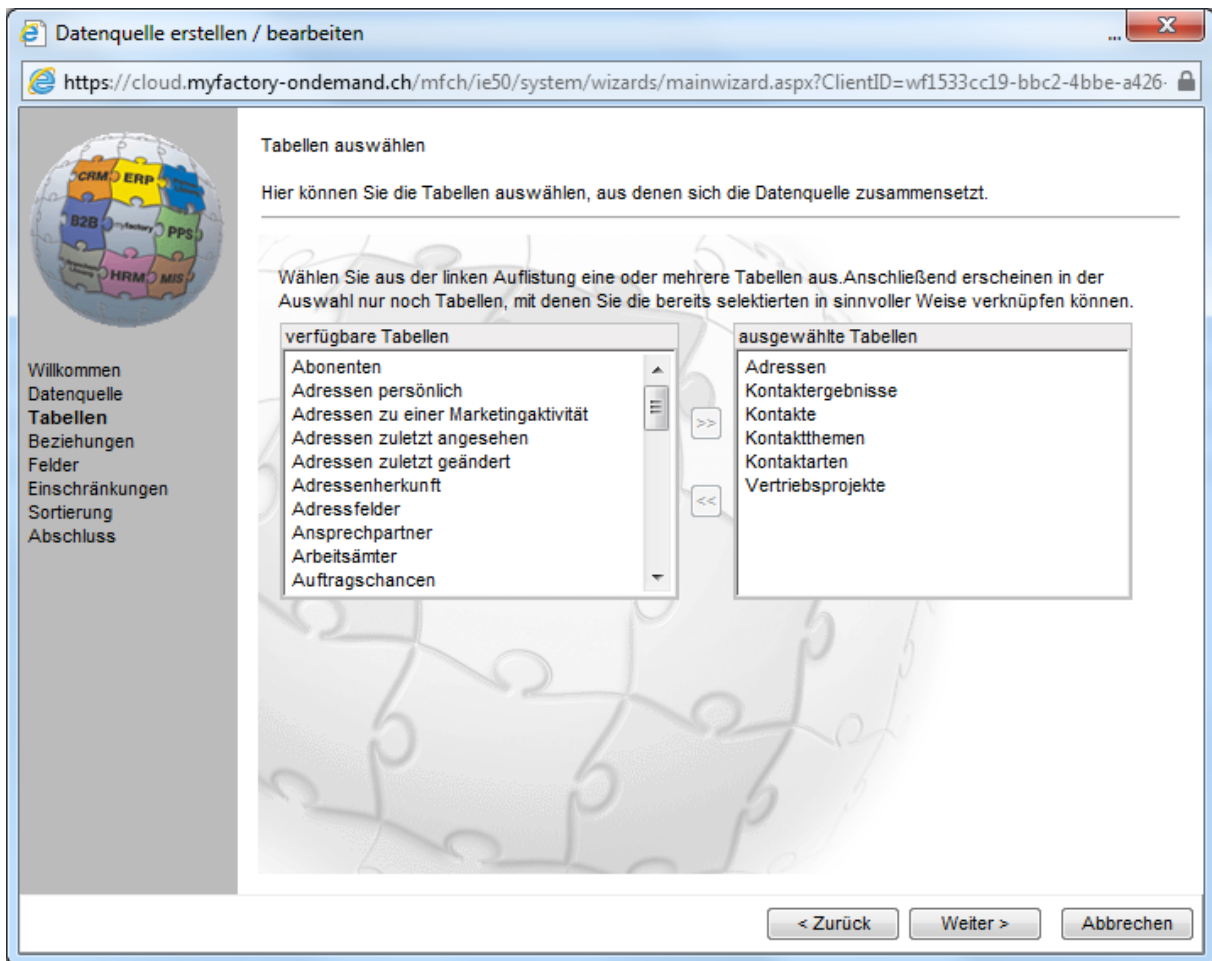 Datenquelle erstellen / bearbeiten
...
https://cloud.myfactory-ondemand.ch/mfch/ie50/system/wizards/mainwizard.aspx?ClientID=wf1533cc19-bbc2-4bbe-a426-
CRM
ERP
B2B
myfactory
PPS
HRM
MIS
Willkommen
Datenquelle
Tabellen
Beziehungen
Felder
Einschränkungen
Sortierung
Abschluss
Tabellen auswählen
Hier können Sie die Tabellen auswählen, aus denen sich die Datenquelle zusammensetzt.
Wählen Sie aus der linken Auflistung eine oder mehrere Tabellen aus.Anschließend erscheinen in der
Auswahl nur noch Tabellen, mit denen Sie die bereits selektierten in sinnvoller Weise verknüpfen können.
verfügbare Tabellen
Abonenten
Adressen persönlich
Adressen zu einer Marketingaktivität
Adressen zuletzt angesehen
Adressen zuletzt geändert
Adressenherkunft
Adressfelder
Ansprechpartner
Arbeitsämter
Auftragschancen
>>
<<
ausgewählte Tabellen
Adressen
Kontaktergebnisse
Kontakte
Kontaktthemen
Kontaktarten
Vertriebsprojekte
< Zurück
Weiter >
Abbrechen